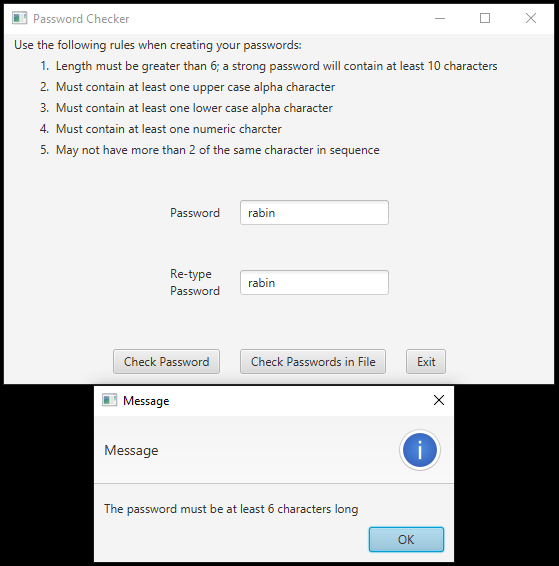 Password Checker
Use the following rules when creating your passwords:
1. Length must be greater than 6; a strong password will contain at least 10 characters
2. Must contain at least one upper case alpha character
3. Must contain at least one lower case alpha character
4. Must contain at least one numeric charcter
5. May not have more than 2 of the same character in sequence
Password rabin
Re-type
Password rabin
Check Password Check Passwords in File Exit
Message
Message
i
The password must be at least 6 characters long
OK